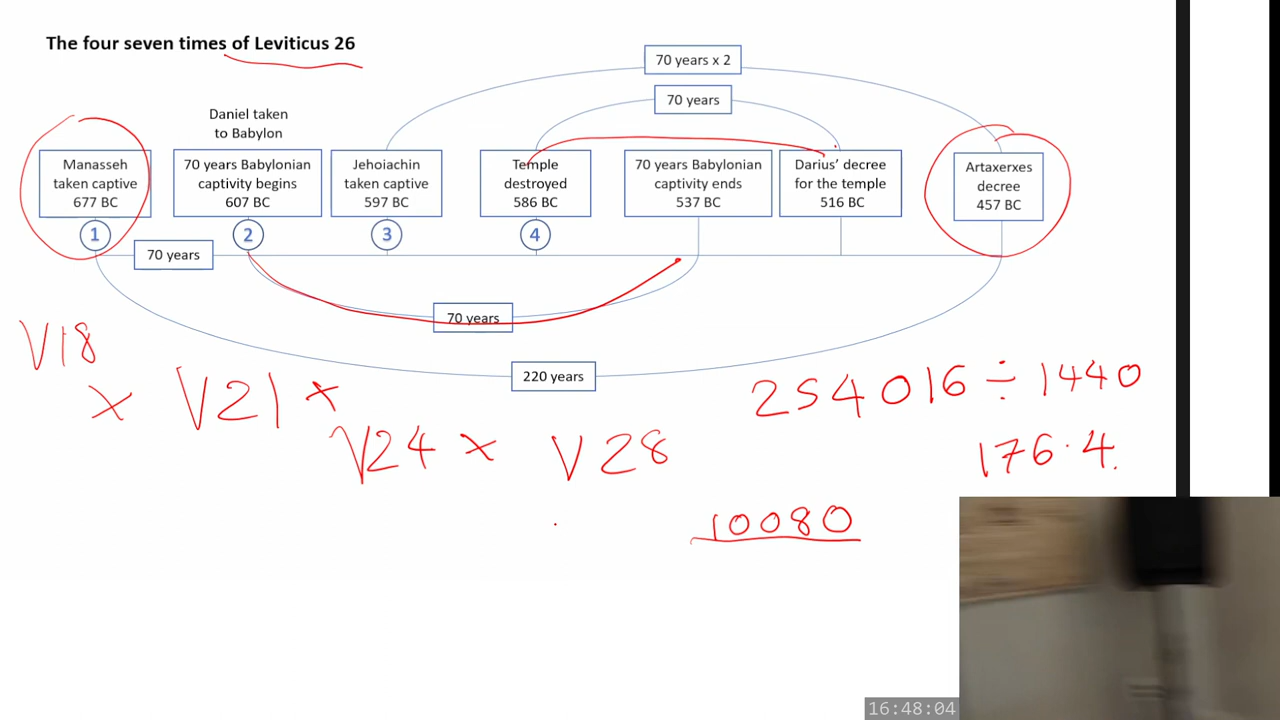 The four seven times of Leviticus 26
70 years x 2
70 years
Daniel taken
to Babylon
Manasseh
taken captive
677 BC
70 years Babylonian
captivity begins
607 BC
Jehoiachin
taken captive
597 BC
Temple
destroyed
586 BC
70 years Babylonian
captivity ends
537 BC
Darius' decree
for the temple
516 BC
Artaxerxes
decree
457 BC
1
2
3
4
70 years
70 years
220 years
V18
x V21 x
V24 x V28
254016 ÷ 1440
176.4
10080
16:48:04